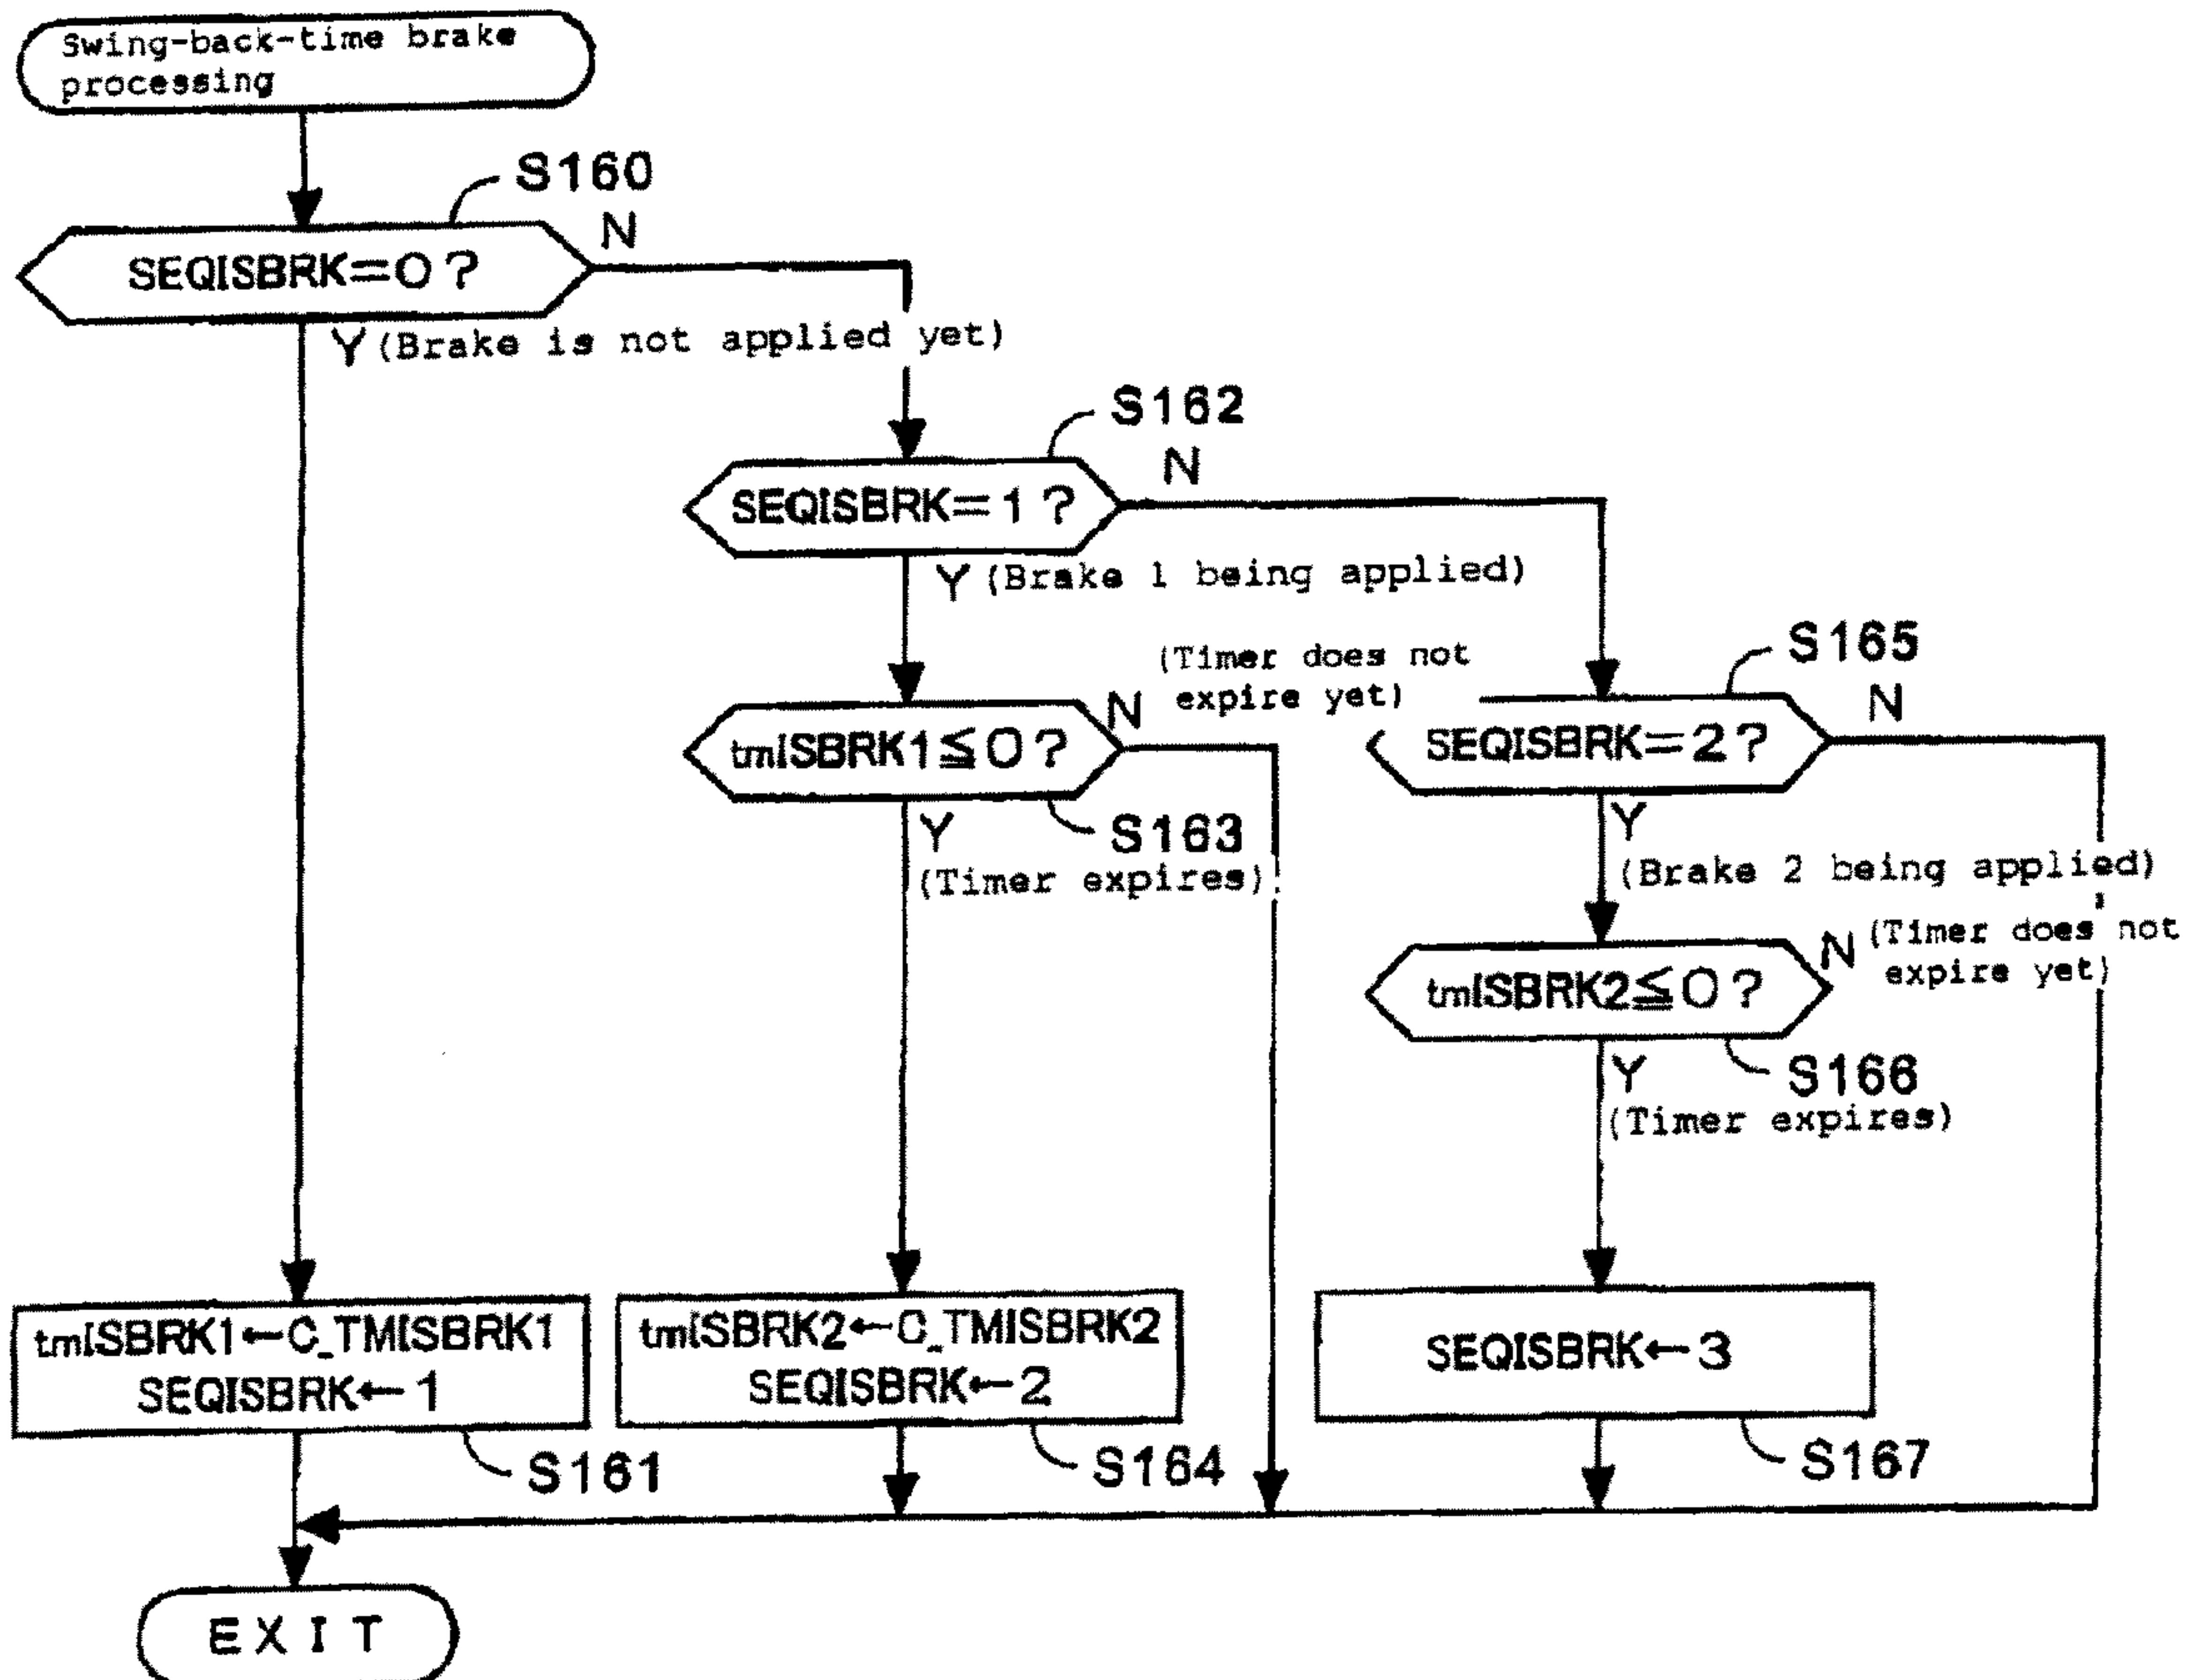 Swing-back-time brake
processing
S160
N
SEQISBRK=0?
Y (Brake is not applied yet)
S162
N
SEQISBRK=1?
Y (Brake 1 being applied)
S165
N
SEQISBRK=2?
(Timer does not
expire yet)
N
tmISBRK1≦0?
Y
S163
(Timer expires)
Y
(Brake 2 being applied)
N (Timer does not
expire yet)
tmISBRK2≦0?
Y
S166
(Timer expires)
tmISBRK1←C_TMISBRK1
SEQISBRK←1
S161
tmISBRK2←C_TMISBRK2
SEQISBRK←2
S164
SEQISBRK←3
S167
EXIT